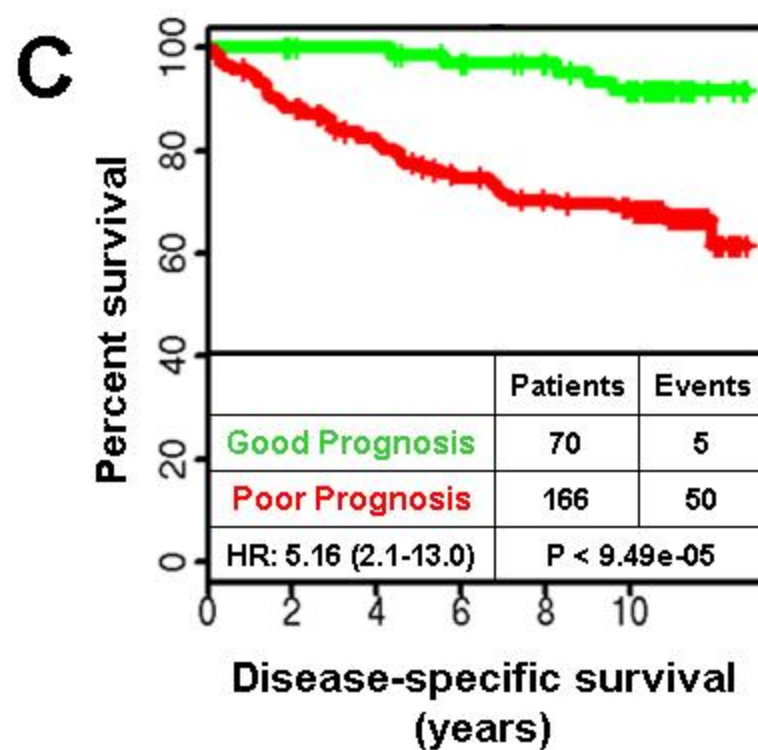 C
Percent survival
100
80
60
40
20
0
Patients Events
Good Prognosis 70 5
Poor Prognosis 166 50
HR: 5.16 (2.1-13.0) P < 9.49e-05
0 2 4 6 8 10
Disease-specific survival
(years)